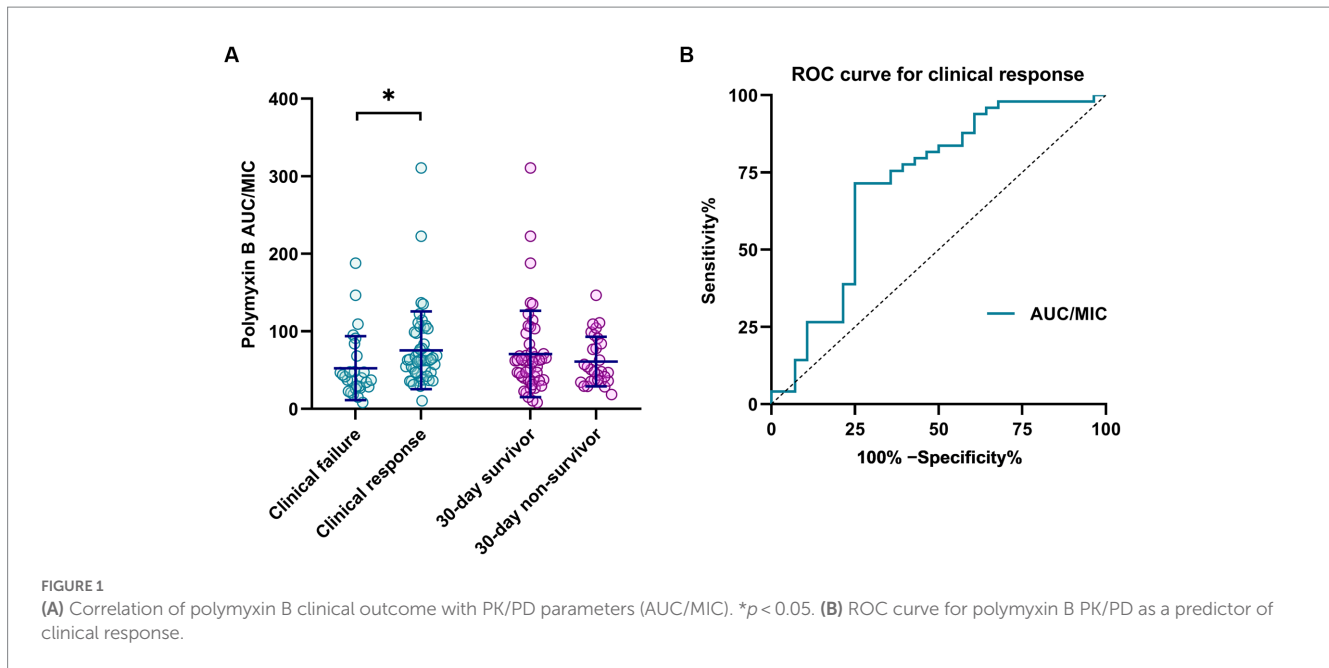 A
400
300
200
100
0
Polymyxin B AUC/MIC
*
Clinical failure
Clinical response
30-day survivor
30-day non-survivor
B
ROC curve for clinical response
100
75
50
25
0
Sensitivity%
AUC/MIC
0 25 50 75 100
100% −Specificity%
FIGURE 1
(A) Correlation of polymyxin B clinical outcome with PK/PD parameters (AUC/MIC). *p < 0.05. (B) ROC curve for polymyxin B PK/PD as a predictor of
clinical response.